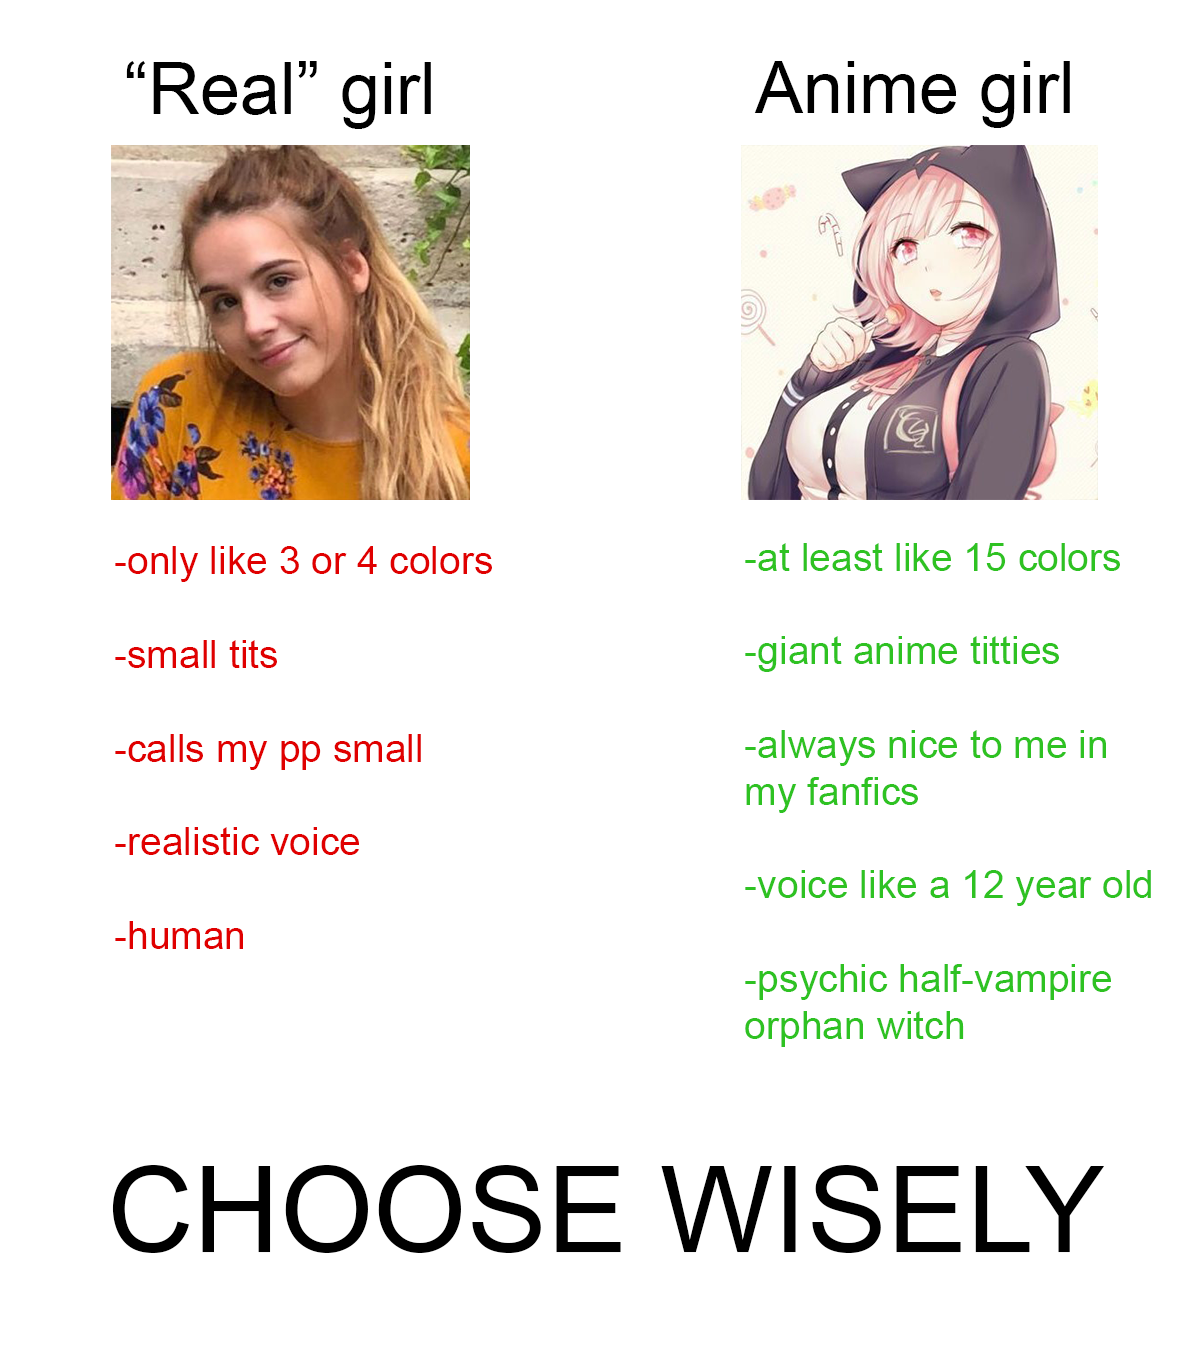 “Real” girl
Anime girl
-only like 3 or 4 colors
-small tits
-calls my pp small
-realistic voice
-human
-at least like 15 colors
-giant anime titties
-always nice to me in
my fanfics
-voice like a 12 year old
-psychic half-vampire
orphan witch
CHOOSE WISELY